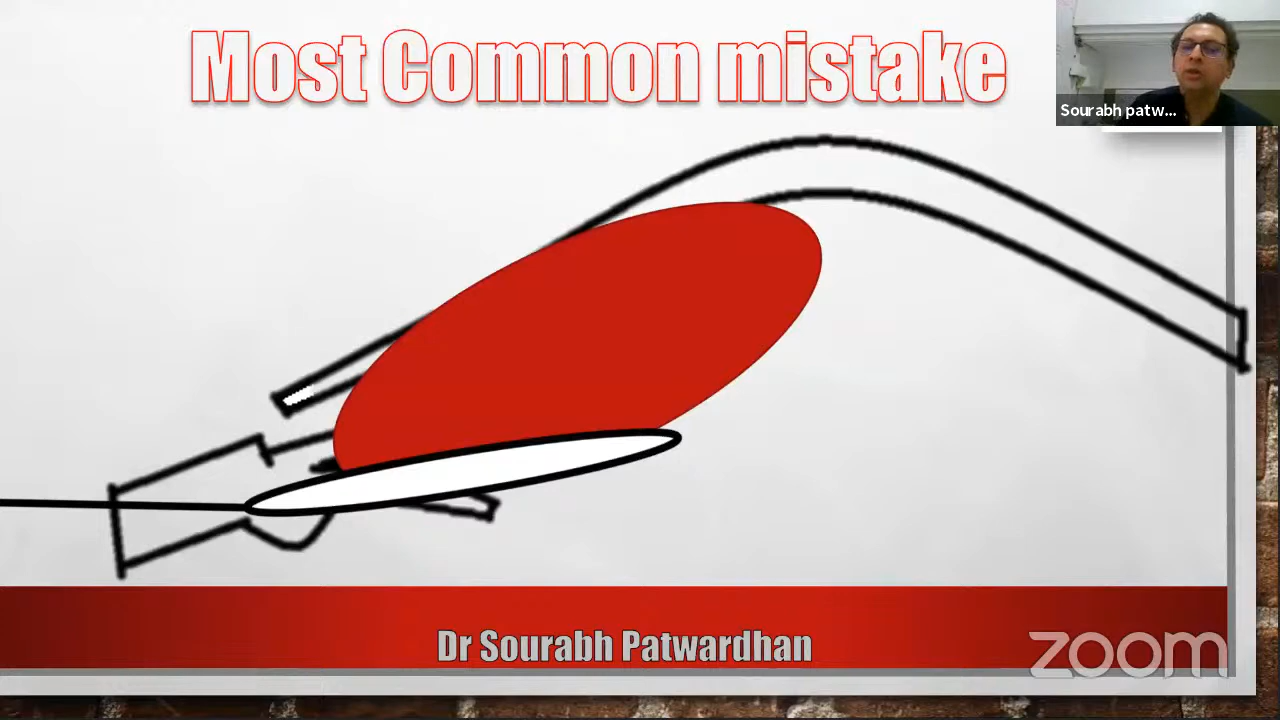 Most Common mistake
Sourabh patw...
Dr Sourabh Patwardhan
zoom